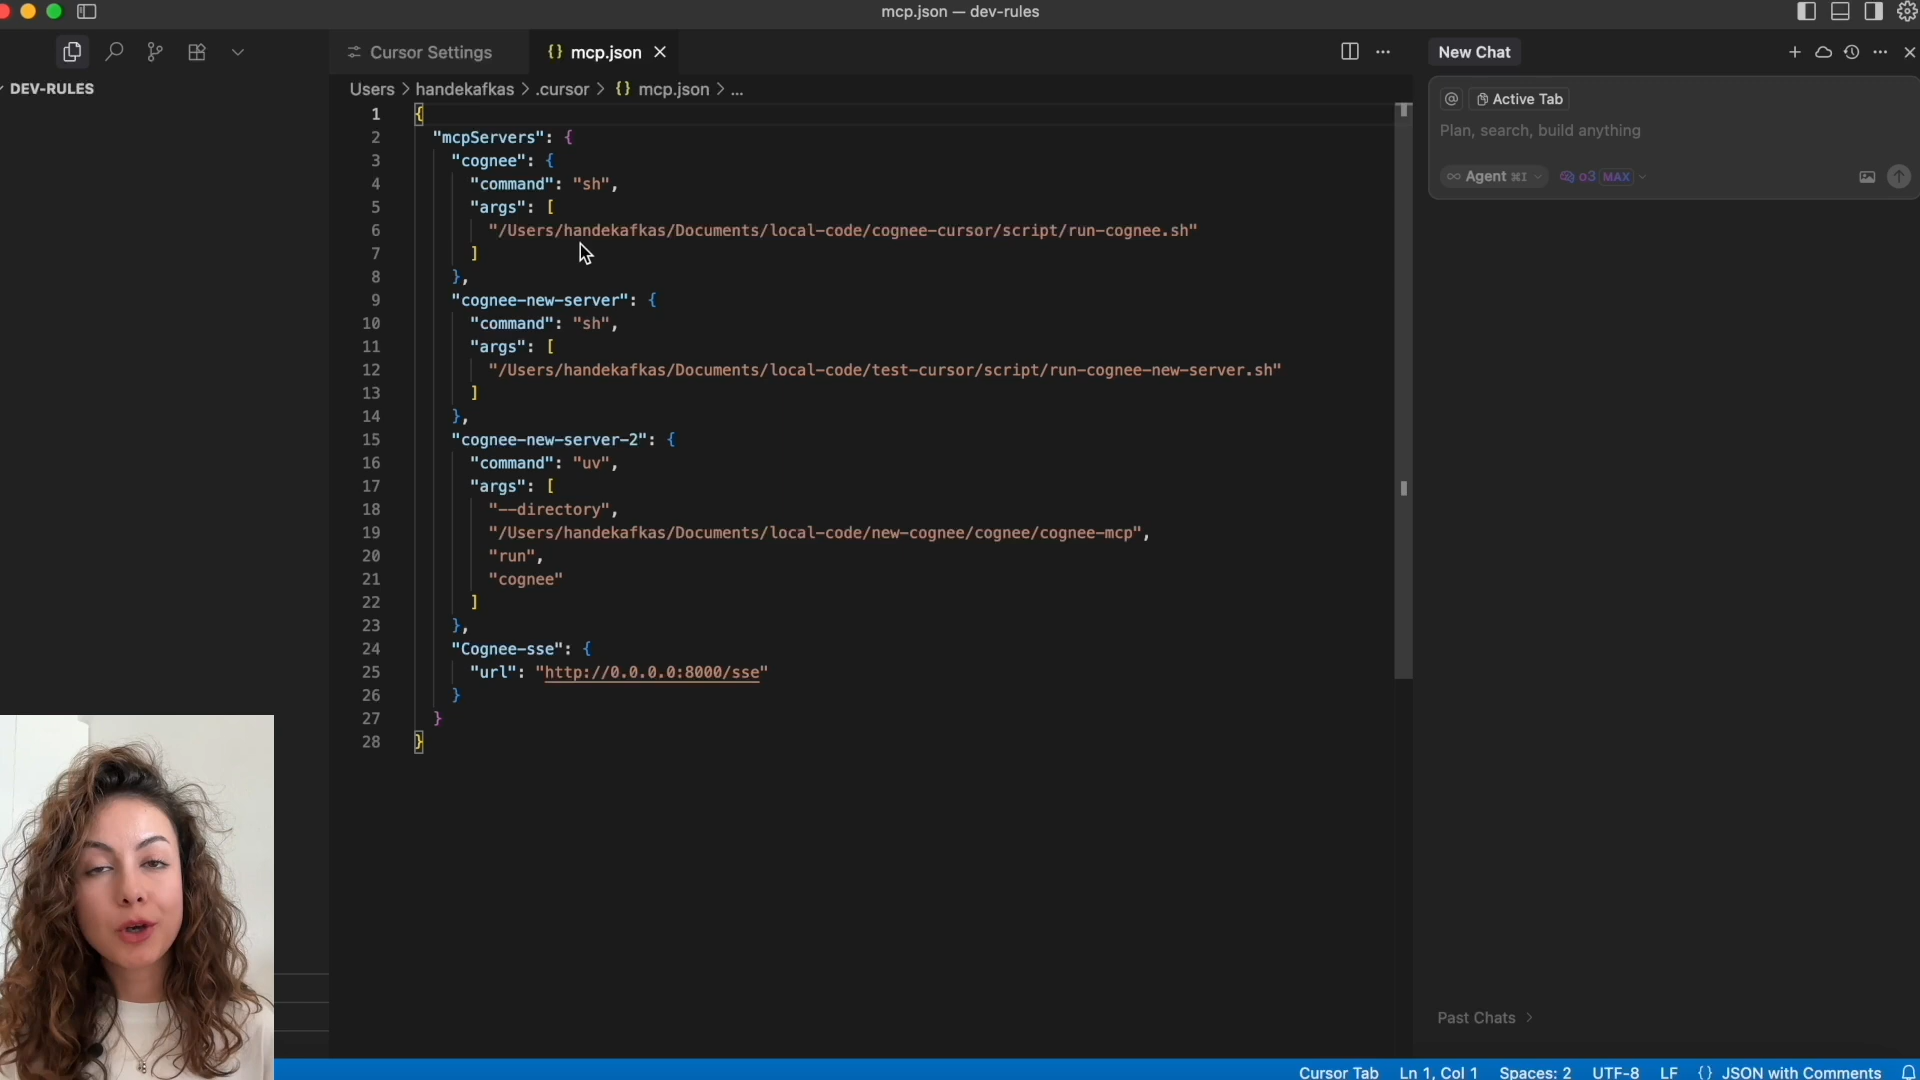 mcp.json — dev-rules
Cursor Settings
{} mcp.json
New Chat
DEV-RULES
Users > handekafkas > .cursor > {} mcp.json > ...
@ Active Tab
Plan, search, build anything
∞ Agent ⌘I
o3 MAX
1 {
2 "mcpServers": {
3 "cognee": {
4 "command": "sh",
5 "args": [
6 "/Users/handekafkas/Documents/local-code/cognee-cursor/script/run-cognee.sh"
7 ]
8 },
9 "cognee-new-server": {
10 "command": "sh",
11 "args": [
12 "/Users/handekafkas/Documents/local-code/test-cursor/script/run-cognee-new-server.sh"
13 ]
14 },
15 "cognee-new-server-2": {
16 "command": "uv",
17 "args": [
18 "--directory",
19 "/Users/handekafkas/Documents/local-code/new-cognee/cognee/cognee-mcp",
20 "run",
21 "cognee"
22 ]
23 },
24 "Cognee-sse": {
25 "url": "http://0.0.0.0:8000/sse"
26 }
27 }
28 }
Past Chats >
Cursor Tab Ln 1, Col 1 Spaces: 2 UTF-8 LF {} JSON with Comments